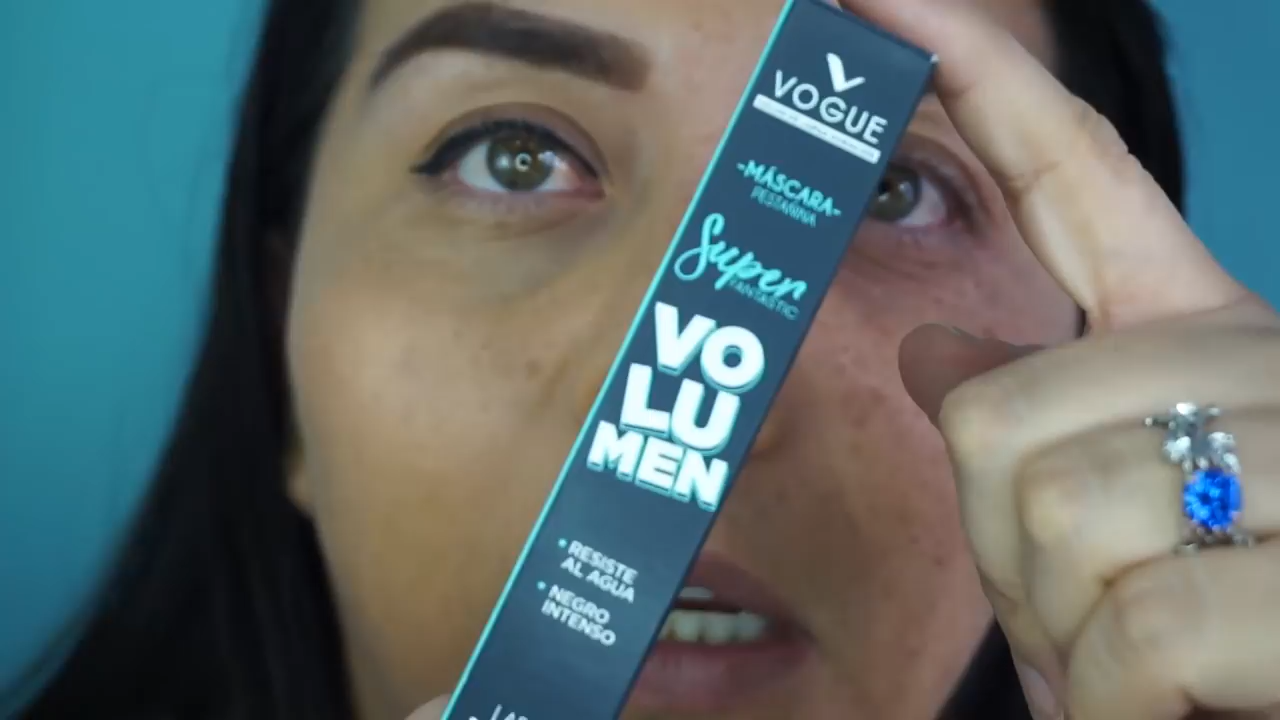 VOGUE
-MÁSCARA-
PESTAÑINA
Super
FANTASTIC
VO
LU
MEN
RESISTE
AL AGUA
NEGRO
INTENSO